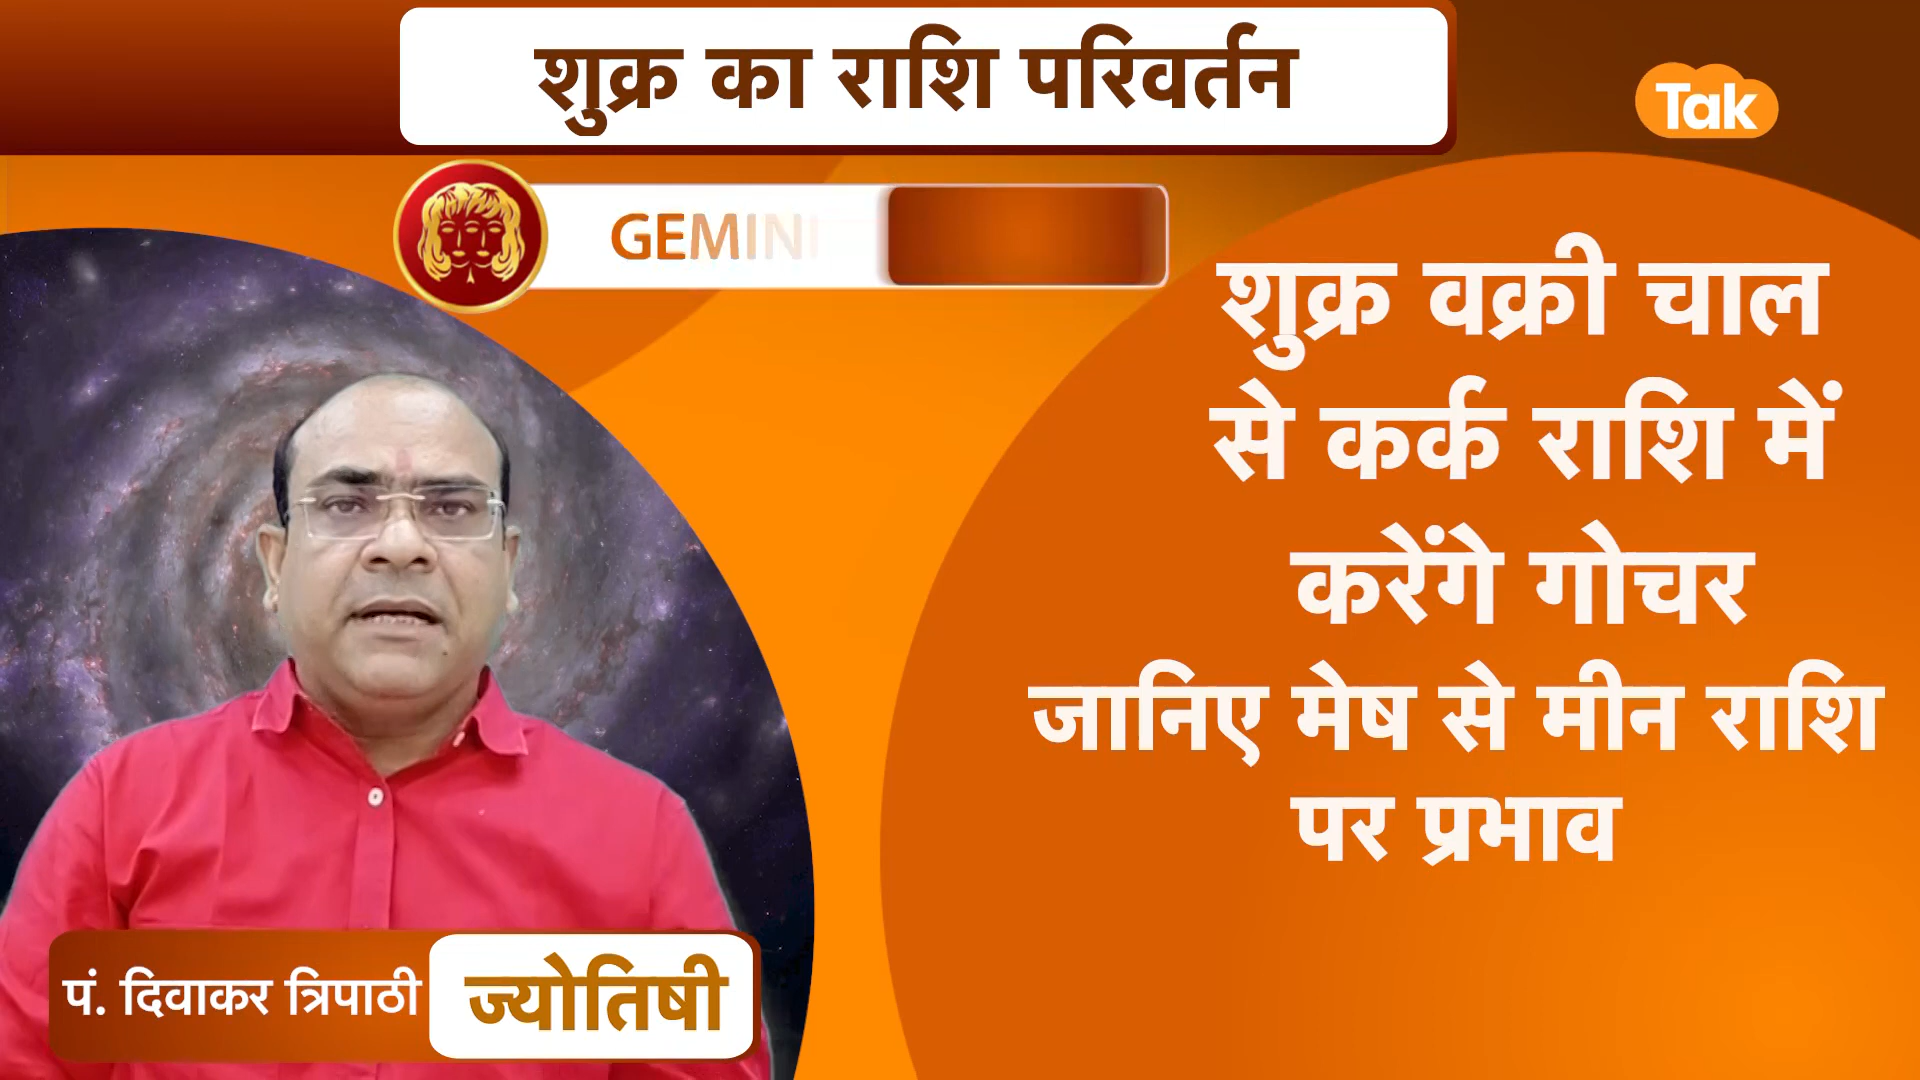 शुक्र का राशि परिवर्तन
Tak
GEMINI
शुक्र वक्री चाल
से कर्क राशि में
करेंगे गोचर
जानिए मेष से मीन राशि
पर प्रभाव
पं. दिवाकर त्रिपाठी
ज्योतिषी